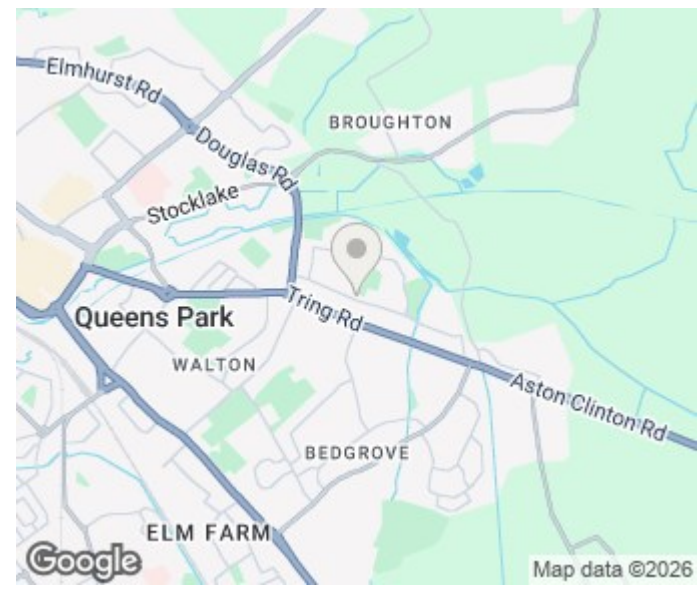 Elmhurst Rd
BROUGHTON
Douglas Rd
Stocklake
Queens Park
Tring Rd
WALTON
Aston Clinton Rd
BEDGROVE
ELM FARM
Google
Map data ©2026